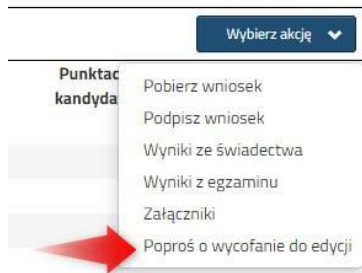 Wybierz akcję
Punktac
kandyda
Pobierz wniosek
Podpisz wniosek
Wyniki ze świadectwa
Wyniki z egzaminu
Załączniki
Poproś o wycofanie do edycji